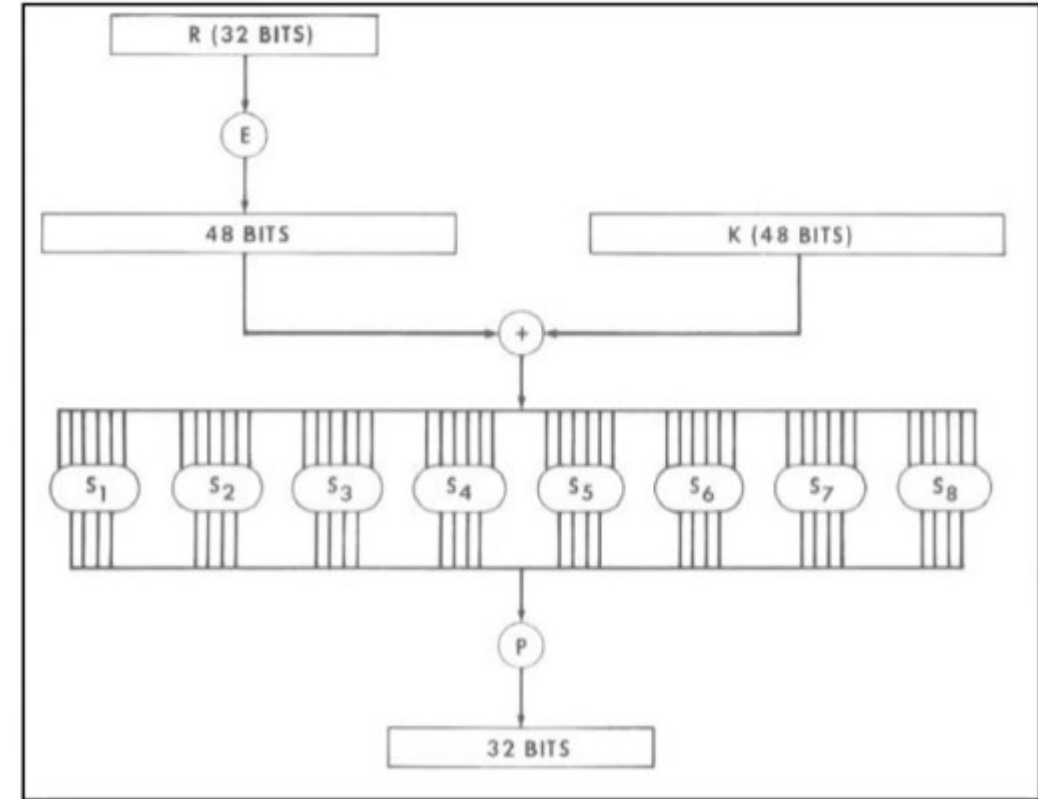 R (32 BITS)
E
48 BITS
K (48 BITS)
+
S1 S2 S3 S4 S5 S6 S7 S8
P
32 BITS